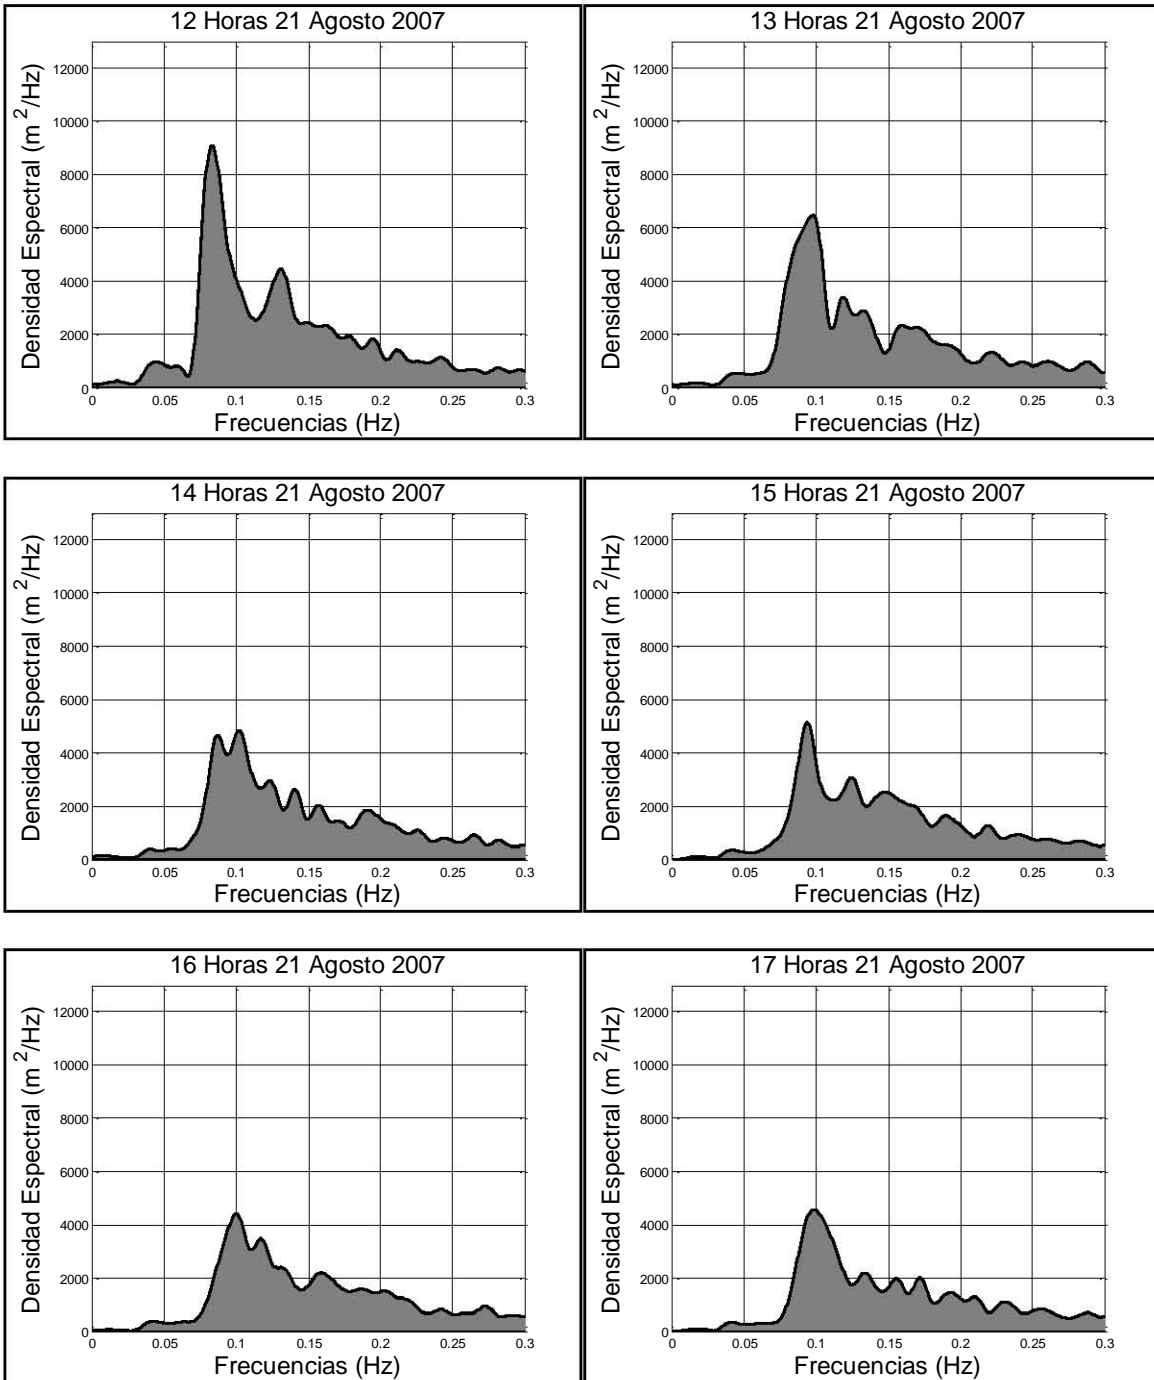 12 Horas 21 Agosto 2007
Densidad Espectral (m²/Hz)
12000
10000
8000
6000
4000
2000
0
0 0.05 0.1 0.15 0.2 0.25 0.3
Frecuencias (Hz)
13 Horas 21 Agosto 2007
Densidad Espectral (m²/Hz)
12000
10000
8000
6000
4000
2000
0
0 0.05 0.1 0.15 0.2 0.25 0.3
Frecuencias (Hz)
14 Horas 21 Agosto 2007
Densidad Espectral (m²/Hz)
12000
10000
8000
6000
4000
2000
0
0 0.05 0.1 0.15 0.2 0.25 0.3
Frecuencias (Hz)
15 Horas 21 Agosto 2007
Densidad Espectral (m²/Hz)
12000
10000
8000
6000
4000
2000
0
0 0.05 0.1 0.15 0.2 0.25 0.3
Frecuencias (Hz)
16 Horas 21 Agosto 2007
Densidad Espectral (m²/Hz)
12000
10000
8000
6000
4000
2000
0
0 0.05 0.1 0.15 0.2 0.25 0.3
Frecuencias (Hz)
17 Horas 21 Agosto 2007
Densidad Espectral (m²/Hz)
12000
10000
8000
6000
4000
2000
0
0 0.05 0.1 0.15 0.2 0.25 0.3
Frecuencias (Hz)